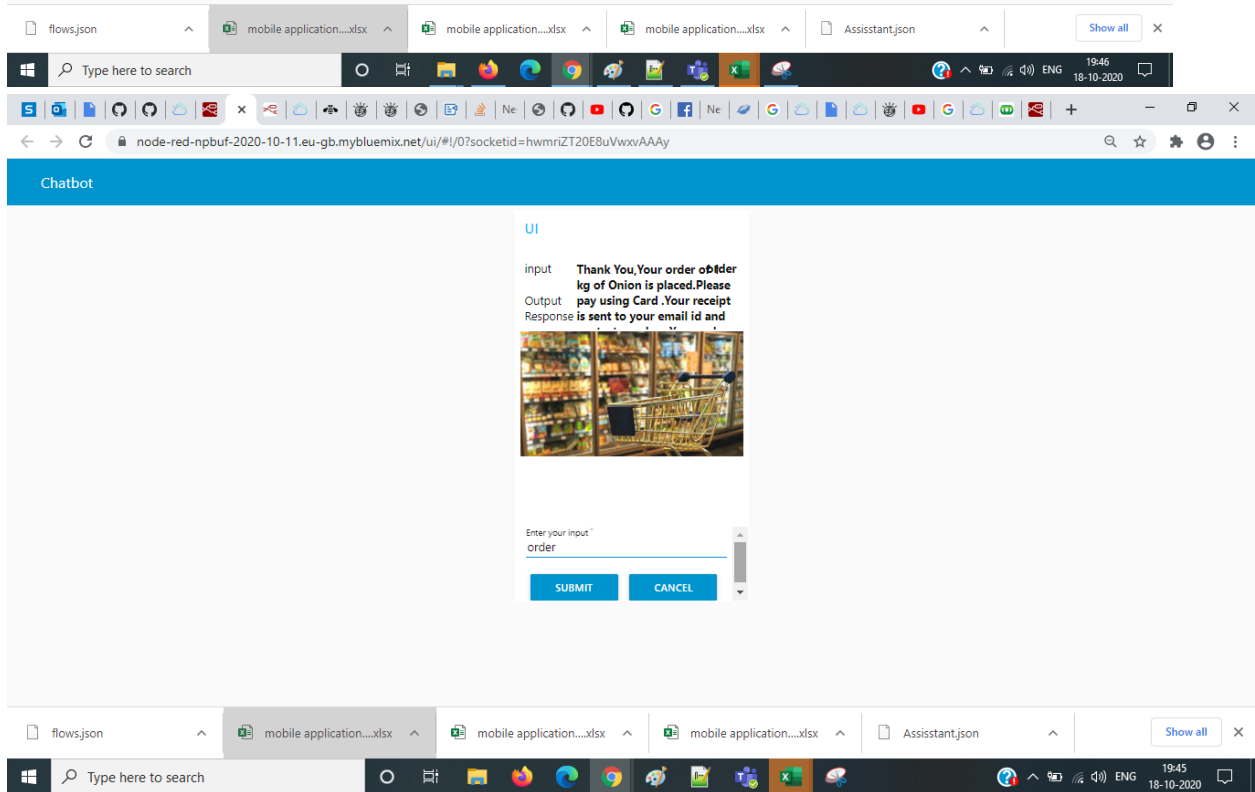 flows.json
mobile application....xlsx
mobile application....xlsx
mobile application....xlsx
Assisstant.json
Show all
Type here to search
ENG
19:46
18-10-2020
Ne
Ne
node-red-npbuf-2020-10-11.eu-gb.mybluemix.net/ui/#!/0?socketid=hwmriZT20E8uVwxvAAAy
Chatbot
UI
input
order
Thank You,Your order of
kg of Onion is placed.Please
Output
pay using Card .Your receipt
Response
is sent to your email id and
Enter your input *
order
SUBMIT
CANCEL
flows.json
mobile application....xlsx
mobile application....xlsx
mobile application....xlsx
Assisstant.json
Show all
Type here to search
ENG
19:45
18-10-2020